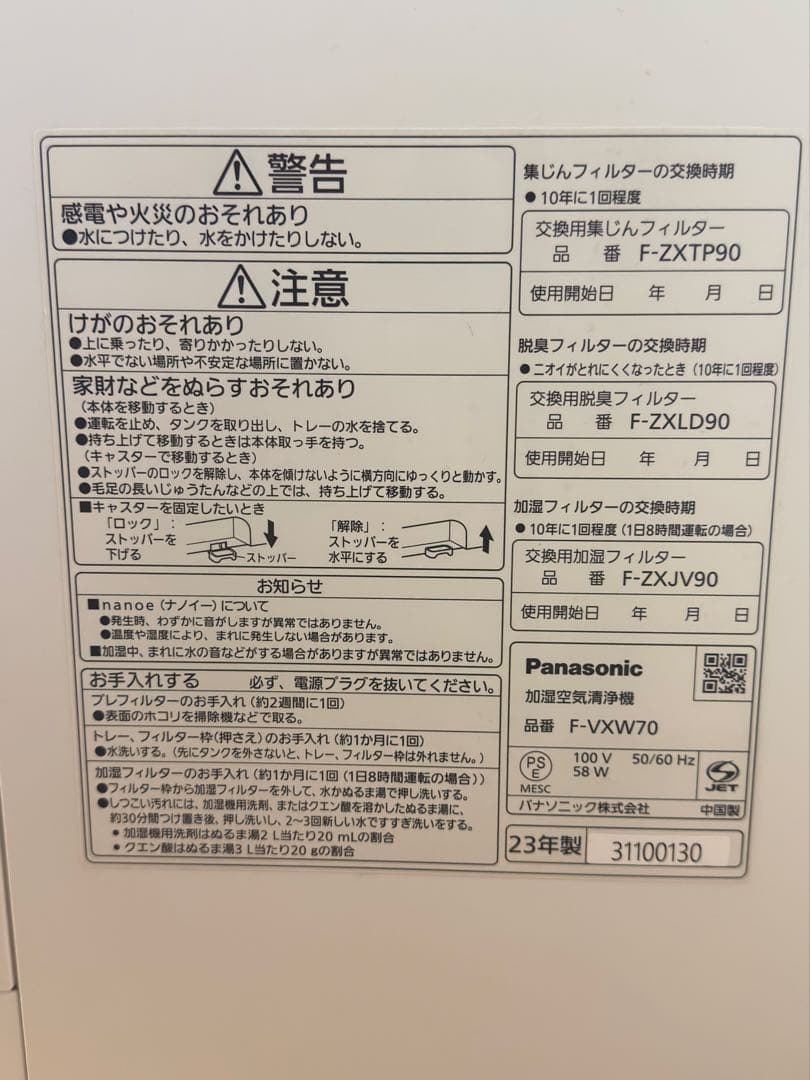 警告
感電や火災のおそれあり
●水につけたり、水をかけたりしない。
注意
けがのおそれあり
●上に乗ったり、寄りかかったりしない。
●水平でない場所や不安定な場所に置かない。
家財などをぬらすおそれあり
(本体を移動するとき)
●運転を止め、タンクを取り出し、トレーの水を捨てる。
●持ち上げて移動するときは本体取っ手を持つ。
(キャスターで移動するとき)
●ストッパーのロックを解除し、本体を傾けないように横方向にゆっくりと動かす。
●毛足の長いじゅうたんなどの上では、持ち上げて移動する。
■キャスターを固定したいとき
「ロック」:
ストッパーを
下げる
ストッパー
「解除」:
ストッパーを
水平にする
お知らせ
■nanoe(ナノイー)について
●発生時、わずかに音がしますが異常ではありません。
●温度や湿度により、まれに発生しない場合があります。
■加湿中、まれに水の音などがする場合がありますが異常ではありません。
お手入れする 必ず、電源プラグを抜いてください。
プレフィルターのお手入れ(約2週間に1回)
●表面のホコリを掃除機などで取る。
トレー、フィルター枠(押さえ)のお手入れ(約1か月に1回)
●水洗いする。(先にタンクを外さないと、トレー、フィルター枠は外れません。)
加湿フィルターのお手入れ(約1か月に1回(1日8時間運転の場合))
●フィルター枠から加湿フィルターを外して、水かぬるま湯で押し洗いする。
●しつこい汚れには、加湿機用洗剤、またはクエン酸を溶かしたぬるま湯に、
約30分間つけ置き後、押し洗いし、2~3回新しい水ですすぎ洗いをする。
● 加湿機用洗剤はぬるま湯2 L当たり20 mLの割合
● クエン酸はぬるま湯3 L当たり20 gの割合
集じんフィルターの交換時期
● 10年に1回程度
交換用集じんフィルター
品 番 F-ZXTP90
使用開始日 年 月 日
脱臭フィルターの交換時期
● ニオイがとれにくくなったとき(10年に1回程度)
交換用脱臭フィルター
品 番 F-ZXLD90
使用開始日 年 月 日
加湿フィルターの交換時期
● 10年に1回程度(1日8時間運転の場合)
交換用加湿フィルター
品 番 F-ZXJV90
使用開始日 年 月 日
Panasonic
加湿空気清浄機
品番 F-VXW70
PS
E
MESC
100 V 50/60 Hz
58 W
JET
パナソニック株式会社 中国製
23年製 31100130